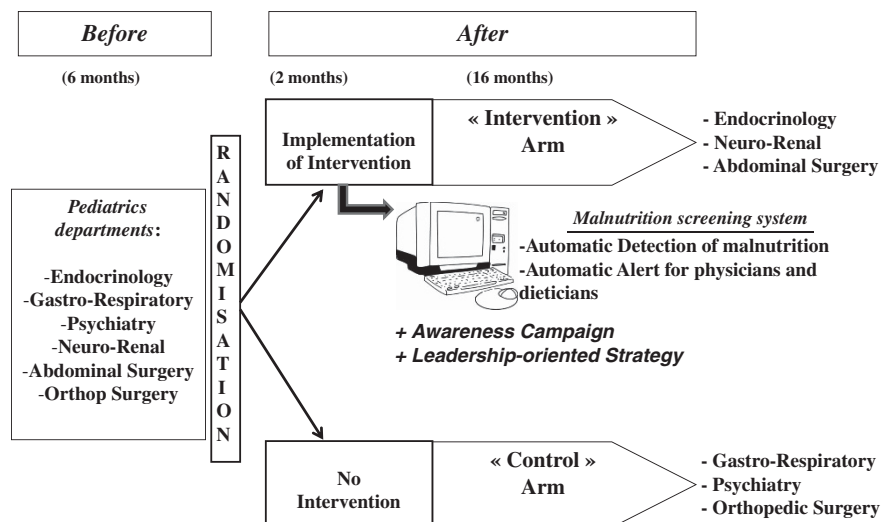 Before
After
(6 months)
(2 months)
(16 months)
Pediatrics
departments:
-Endocrinology
-Gastro-Respiratory
-Psychiatry
-Neuro-Renal
-Abdominal Surgery
-Orthop Surgery
RANDOMISATION
Implementation
of Intervention
« Intervention »
Arm
- Endocrinology
- Neuro-Renal
- Abdominal Surgery
Malnutrition screening system
-Automatic Detection of malnutrition
-Automatic Alert for physicians and
dieticians
+ Awareness Campaign
+ Leadership-oriented Strategy
No
Intervention
« Control »
Arm
- Gastro-Respiratory
- Psychiatry
- Orthopedic Surgery